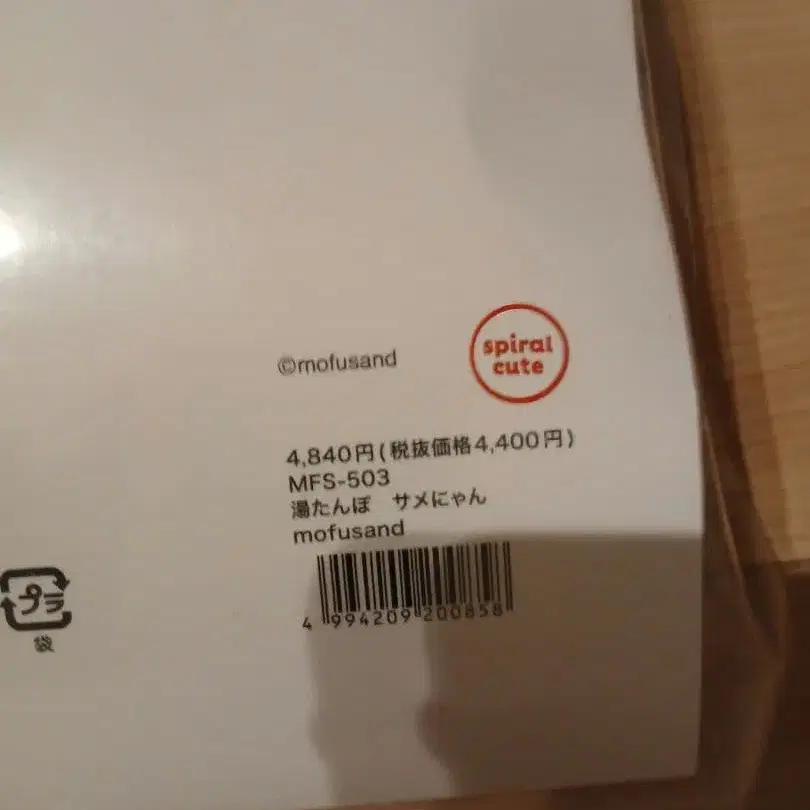 ©mofusand
spiral
cute
4,840円(税抜価格4,400円)
MFS-503
湯たんぽ サメにゃん
mofusand
4 994209 200858
プラ
袋